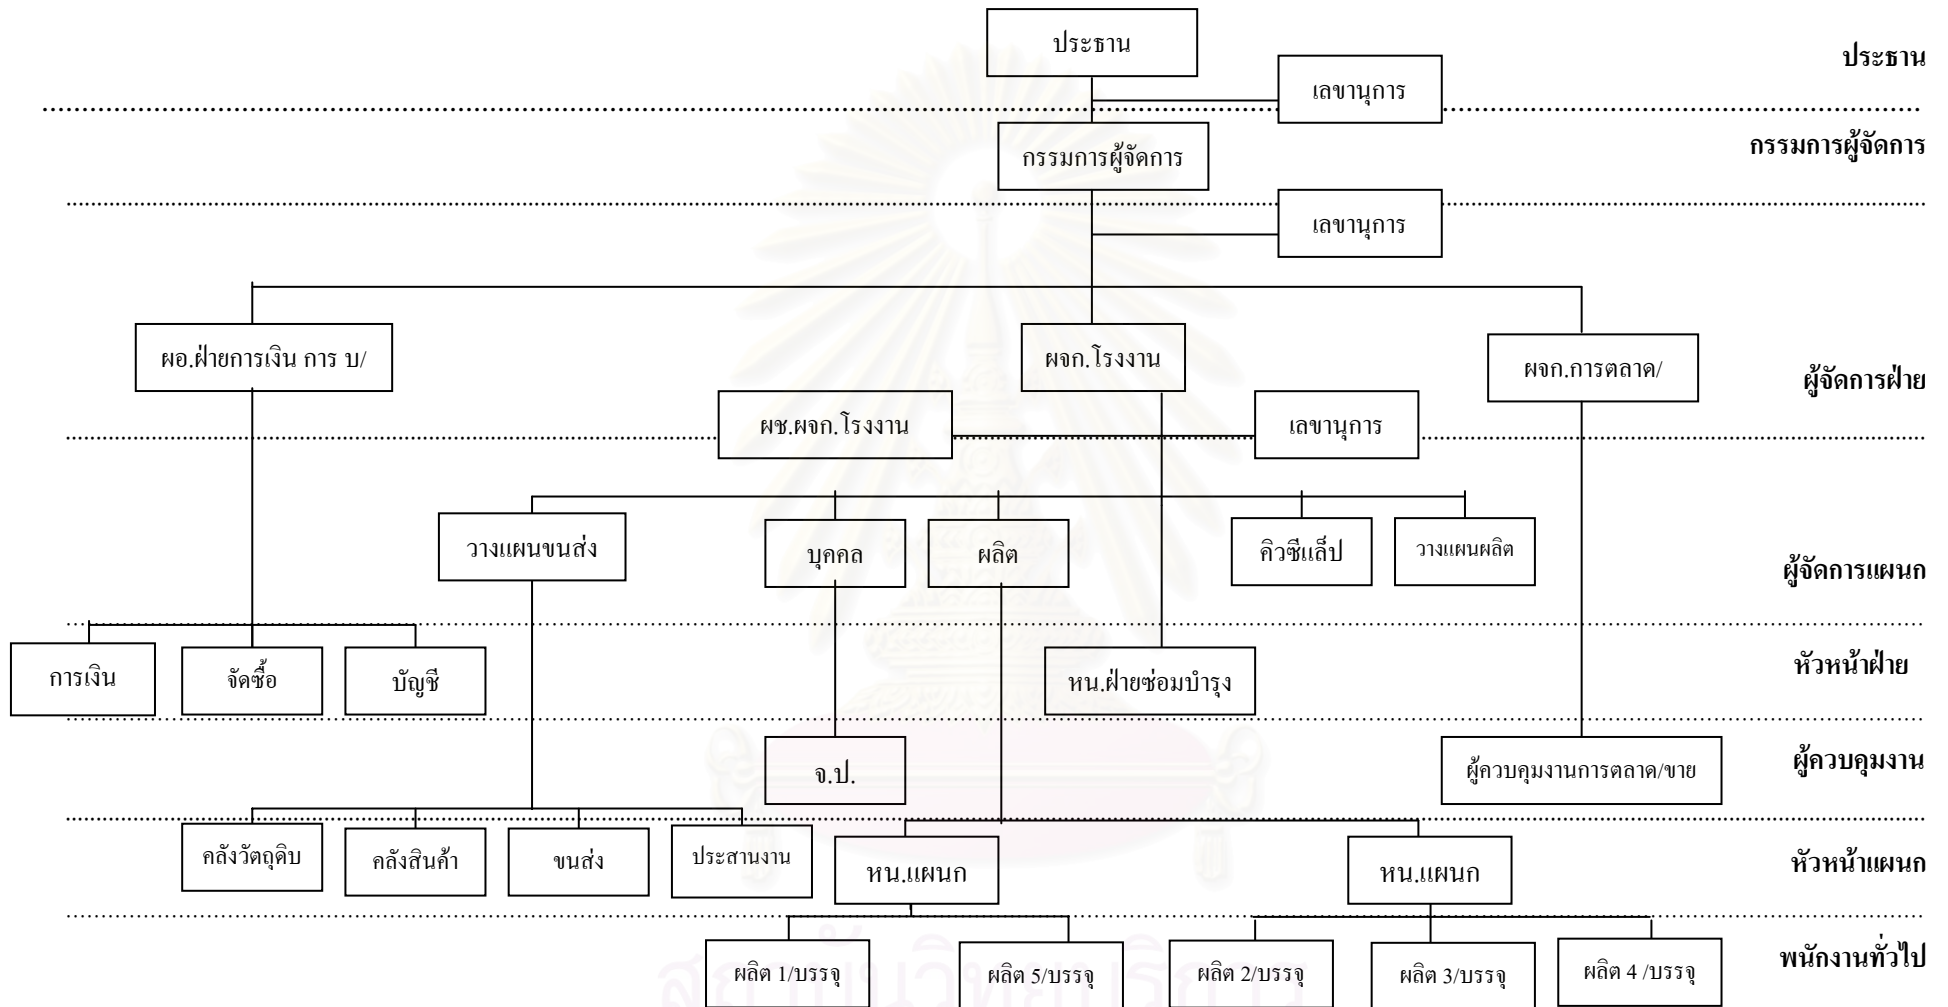 ประธาน
ประธาน
เลขานุการ
กรรมการผู้จัดการ
กรรมการผู้จัดการ
เลขานุการ
ผอ.ฝ่ายการเงิน การ บ/
ผจก.โรงงาน
ผจก.การตลาด/
ผู้จัดการฝ่าย
ผช.ผจก.โรงงาน
เลขานุการ
วางแผนขนส่ง
บุคคล
ผลิต
คิวซีแล็ป
วางแผนผลิต
ผู้จัดการแผนก
การเงิน
จัดซื้อ
บัญชี
หน.ฝ่ายซ่อมบำรุง
หัวหน้าฝ่าย
จ.ป.
ผู้ควบคุมงานการตลาด/ขาย
ผู้ควบคุมงาน
คลังวัตถุดิบ
คลังสินค้า
ขนส่ง
ประสานงาน
หน.แผนก
หน.แผนก
หัวหน้าแผนก
ผลิต 1/บรรจุ
ผลิต 5/บรรจุ
ผลิต 2/บรรจุ
ผลิต 3/บรรจุ
ผลิต 4 /บรรจุ
พนักงานทั่วไป
สถาบันวิทยบริการ